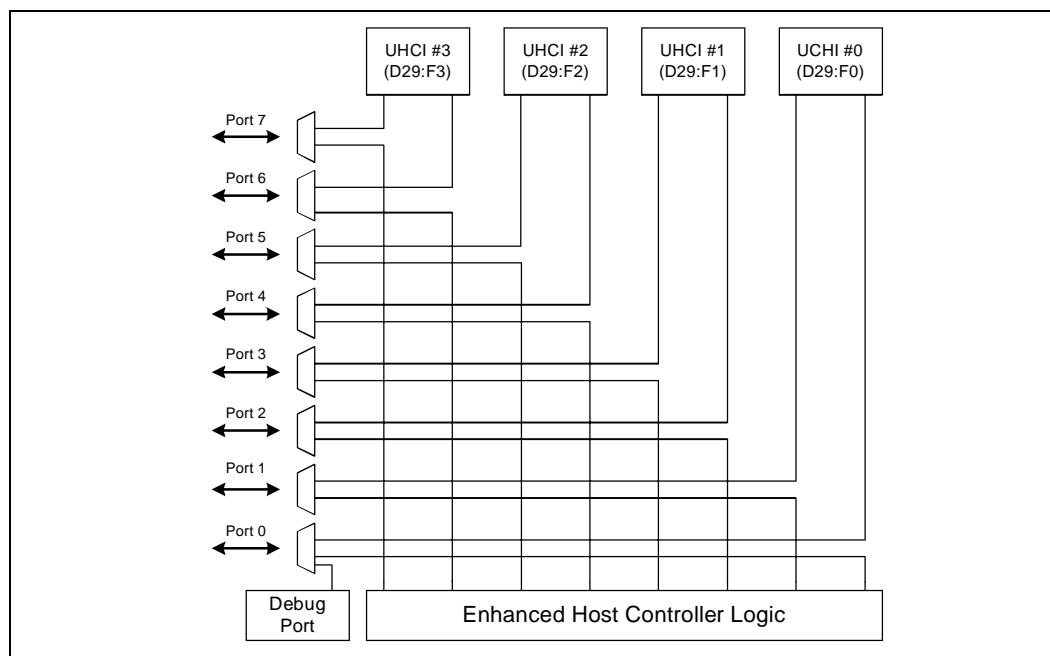 UHCI #3
(D29:F3)
UHCI #2
(D29:F2)
UHCI #1
(D29:F1)
UCHI #0
(D29:F0)
Port 7
Port 6
Port 5
Port 4
Port 3
Port 2
Port 1
Port 0
Debug
Port
Enhanced Host Controller Logic